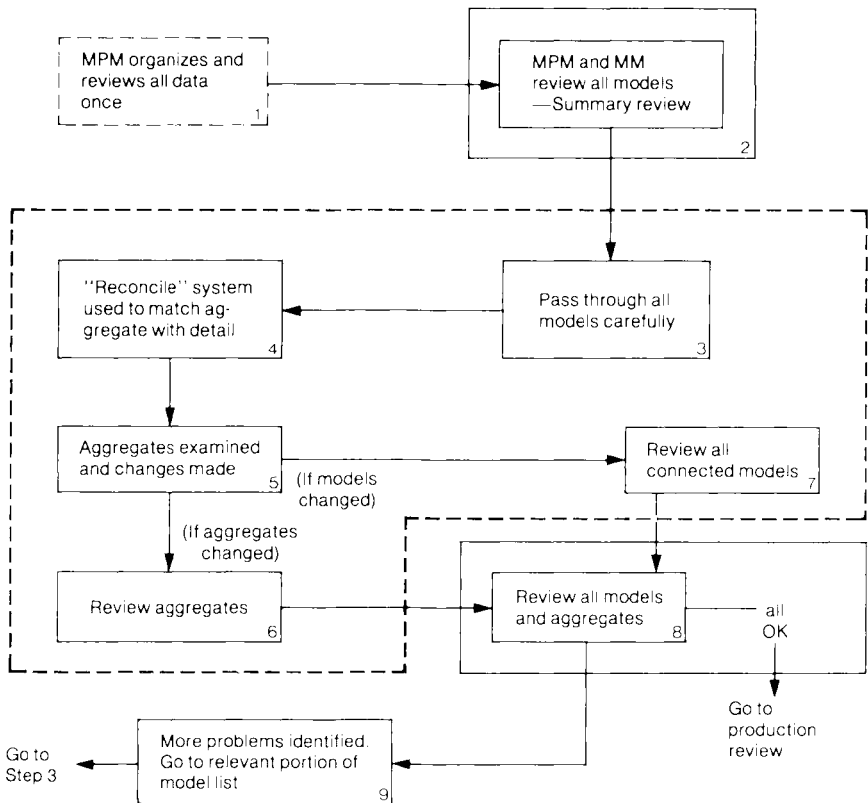 MPM organizes and
reviews all data
once
1
MPM and MM
review all models
—Summary review
2
"Reconcile" system
used to match ag-
gregate with detail
4
Pass through all
models carefully
3
Aggregates examined
and changes made
5
(If models
changed)
Review all
connected models
7
(If aggregates
changed)
Review aggregates
6
Review all models
and aggregates
8
all
OK
Go to
production
review
Go to
Step 3
More problems identified.
Go to relevant portion of
model list
9